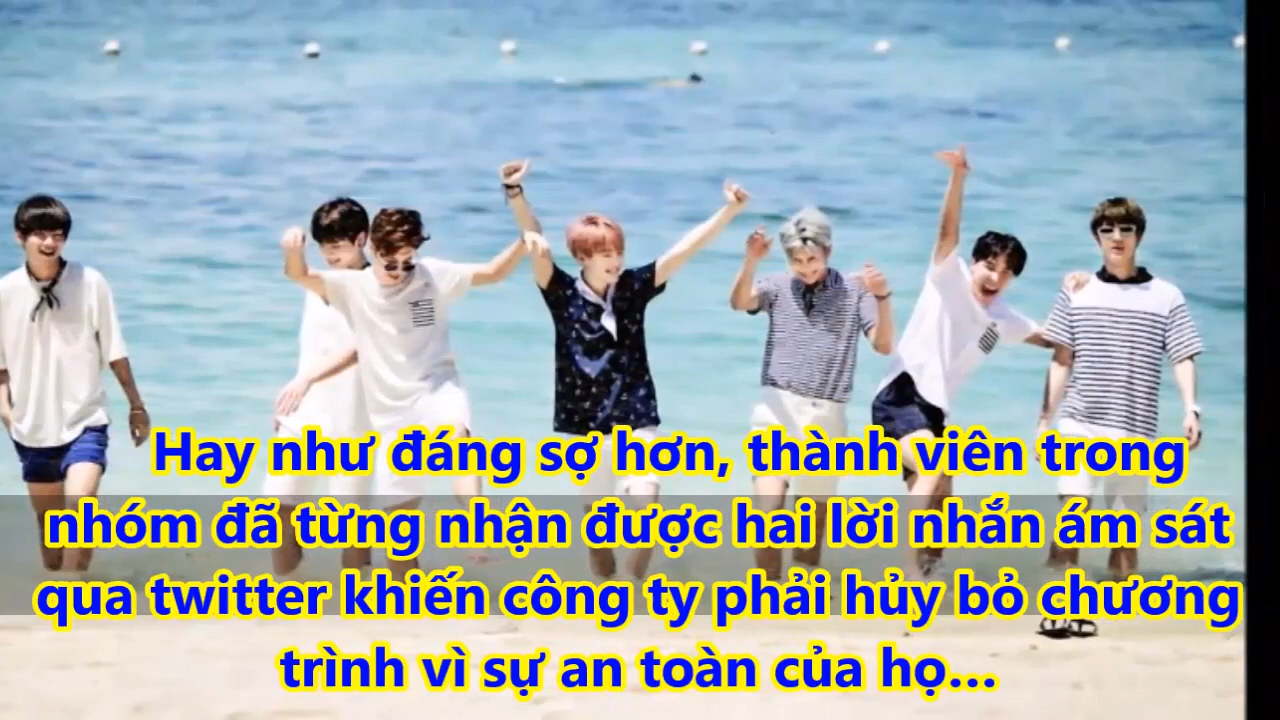 Hay như đáng sợ hơn, thành viên trong
nhóm đã từng nhận được hai lời nhắn ám sát
qua twitter khiến công ty phải hủy bỏ chương
trình vì sự an toàn của họ...